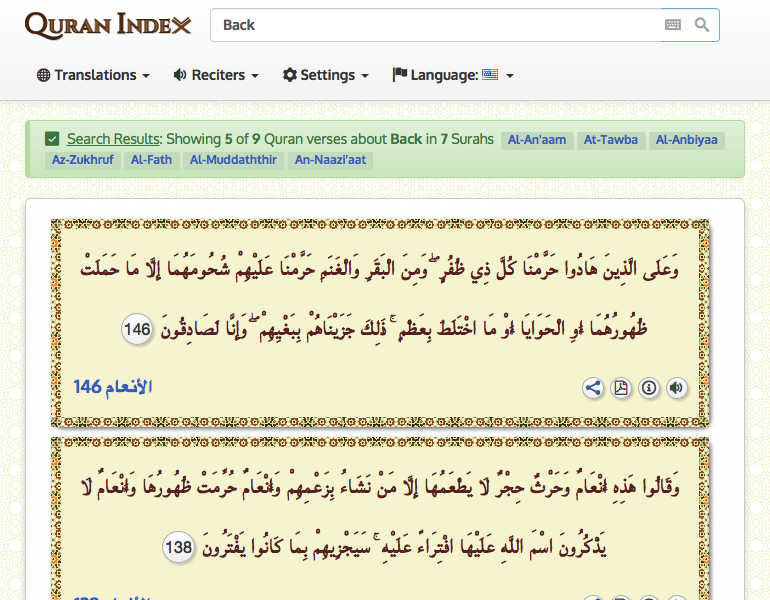 QURAN INDEX
Back
Translations Reciters Settings Language:
Search Results: Showing 5 of 9 Quran verses about Back in 7 Surahs Al-An'aam At-Tawba Al-Anbiyaa
Az-Zukhruf Al-Fath Al-Muddaththir An-Naazi'aat
وَعَلَى الَّذِينَ هَادُوا حَرَّمْنَا كُلَّ ذِي ظُفُرٍ ۖ وَمِنَ الْبَقَرِ وَالْغَنَمِ حَرَّمْنَا عَلَيْهِمْ شُحُومَهُمَا إِلَّا مَا حَمَلَتْ
ظُهُورُهُمَا أَوِ الْحَوَايَا أَوْ مَا اخْتَلَطَ بِعَظْمٍ ۚ ذَٰلِكَ جَزَيْنَاهُمْ بِبَغْيِهِمْ ۖ وَإِنَّا لَصَادِقُونَ 146
الأنعام 146
وَقَالُوا هَٰذِهِ أَنْعَامٌ وَحَرْثٌ حِجْرٌ لَا يَطْعَمُهَا إِلَّا مَنْ نَشَاءُ بِزَعْمِهِمْ وَأَنْعَامٌ حُرِّمَتْ ظُهُورُهَا وَأَنْعَامٌ لَا
يَذْكُرُونَ اسْمَ اللَّهِ عَلَيْهَا افْتِرَاءً عَلَيْهِ ۚ سَيَجْزِيهِمْ بِمَا كَانُوا يَفْتَرُونَ 138